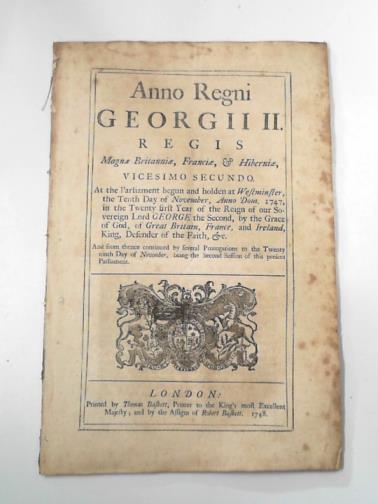 Anno Regni
GEORGII II.
REGIS
Magnæ Britanniæ, Franciæ, & Hiberniæ,
VICESIMO SECUNDO.
At the Parliament begun and holden at Westminster,
the Tenth Day of November, Anno Dom. 1747,
in the Twenty first Year of the Reign of our So-
vereign Lord GEORGE the Second, by the Grace
of God, of Great Britain, France, and Ireland,
King, Defender of the Faith, &c.
And from thence continued by several Prorogations to the Twenty
ninth Day of November, being the Second Session of this present
Parliament.
LONDON:
Printed by Thomas Baskett, Printer to the King's most Excellent
Majesty; and by the Assigns of Robert Baskett. 1748.